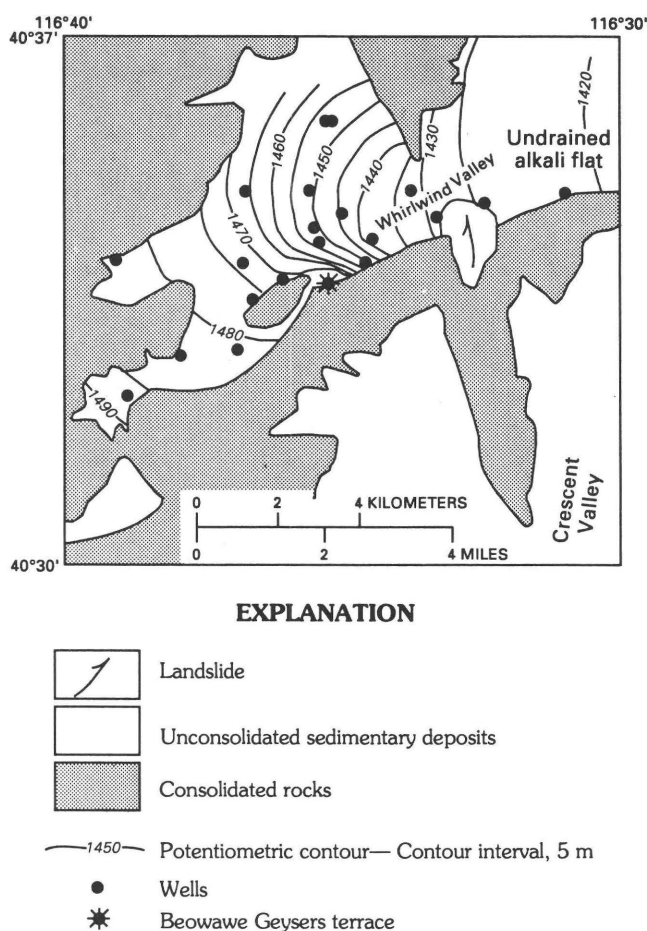 116°40'
116°30'
40°37'
1420
1430
1460
1450
1440
Undrained
alkali flat
Whirlwind Valley
1470
1480
1490
Crescent
Valley
0 2 4 KILOMETERS
0 2 4 MILES
40°30'
EXPLANATION
Landslide
Unconsolidated sedimentary deposits
Consolidated rocks
1450 Potentiometric contour— Contour interval, 5 m
Wells
Beowawe Geysers terrace